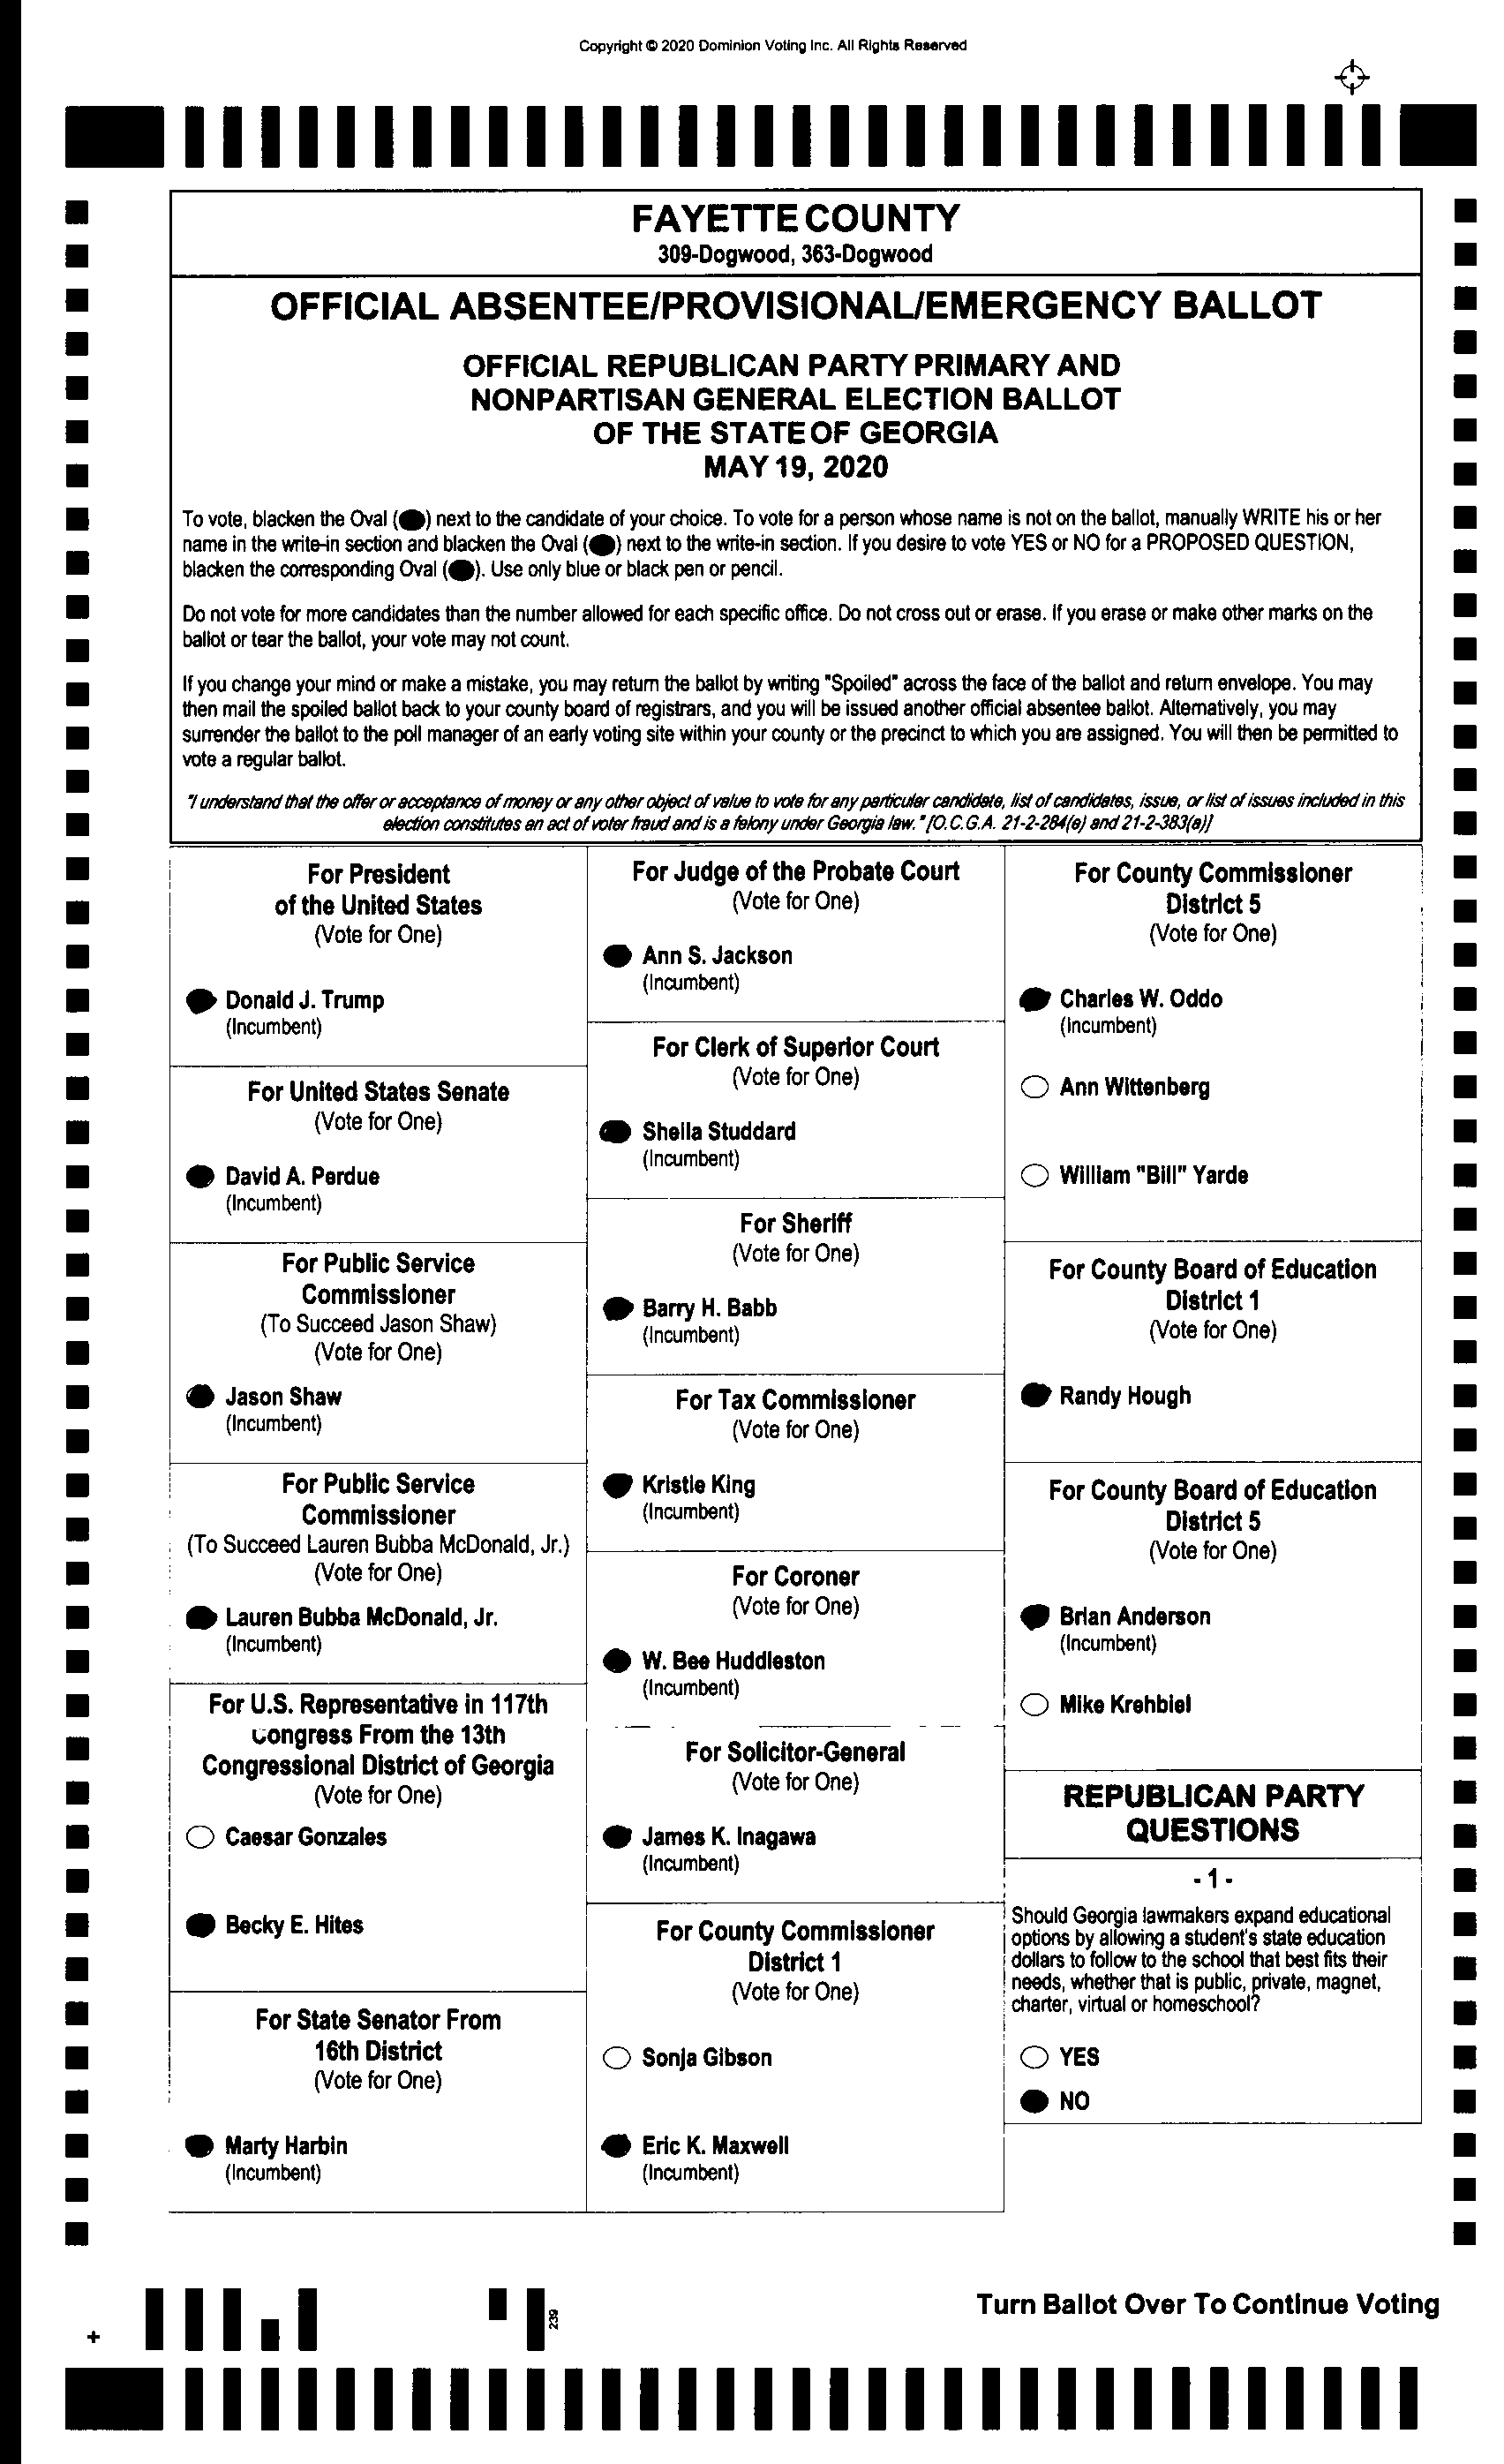 Copyright © 2020 Dominion Voting Inc. All Rights Reserved
FAYETTE COUNTY
309-Dogwood, 363-Dogwood
OFFICIAL ABSENTEE/PROVISIONAL/EMERGENCY BALLOT
OFFICIAL REPUBLICAN PARTY PRIMARY AND
NONPARTISAN GENERAL ELECTION BALLOT
OF THE STATE OF GEORGIA
MAY 19, 2020
To vote, blacken the Oval ( ) next to the candidate of your choice. To vote for a person whose name is not on the ballot, manually WRITE his or her
name in the write-in section and blacken the Oval ( ) next to the write-in section. If you desire to vote YES or NO for a PROPOSED QUESTION,
blacken the corresponding Oval ( ). Use only blue or black pen or pencil.
Do not vote for more candidates than the number allowed for each specific office. Do not cross out or erase. If you erase or make other marks on the
ballot or tear the ballot, your vote may not count.
If you change your mind or make a mistake, you may return the ballot by writing "Spoiled" across the face of the ballot and return envelope. You may
then mail the spoiled ballot back to your county board of registrars, and you will be issued another official absentee ballot. Alternatively, you may
surrender the ballot to the poll manager of an early voting site within your county or the precinct to which you are assigned. You will then be permitted to
vote a regular ballot.
"I understand that the offer or acceptance of money or any other object of value to vote for any particular candidate, list of candidates, issue, or list of issues included in this
election constitutes an act of voter fraud and is a felony under Georgia law." [O.C.G.A. 21-2-284(e) and 21-2-383(a)]
For President
of the United States
(Vote for One)
Donald J. Trump
(Incumbent)
For United States Senate
(Vote for One)
David A. Perdue
(Incumbent)
For Public Service
Commissioner
(To Succeed Jason Shaw)
(Vote for One)
Jason Shaw
(Incumbent)
For Public Service
Commissioner
(To Succeed Lauren Bubba McDonald, Jr.)
(Vote for One)
Lauren Bubba McDonald, Jr.
(Incumbent)
For U.S. Representative in 117th
Congress From the 13th
Congressional District of Georgia
(Vote for One)
Caesar Gonzales
Becky E. Hites
For State Senator From
16th District
(Vote for One)
Marty Harbin
(Incumbent)
For Judge of the Probate Court
(Vote for One)
Ann S. Jackson
(Incumbent)
For Clerk of Superior Court
(Vote for One)
Sheila Studdard
(Incumbent)
For Sheriff
(Vote for One)
Barry H. Babb
(Incumbent)
For Tax Commissioner
(Vote for One)
Kristie King
(Incumbent)
For Coroner
(Vote for One)
W. Bee Huddleston
(Incumbent)
For Solicitor-General
(Vote for One)
James K. Inagawa
(Incumbent)
For County Commissioner
District 1
(Vote for One)
Sonja Gibson
Eric K. Maxwell
(Incumbent)
For County Commissioner
District 5
(Vote for One)
Charles W. Oddo
(Incumbent)
Ann Wittenberg
William "Bill" Yarde
For County Board of Education
District 1
(Vote for One)
Randy Hough
For County Board of Education
District 5
(Vote for One)
Brian Anderson
(Incumbent)
Mike Krehbiel
REPUBLICAN PARTY
QUESTIONS
- 1 -
Should Georgia lawmakers expand educational
options by allowing a student's state education
dollars to follow to the school that best fits their
needs, whether that is public, private, magnet,
charter, virtual or homeschool?
YES
NO
Turn Ballot Over To Continue Voting
239
+